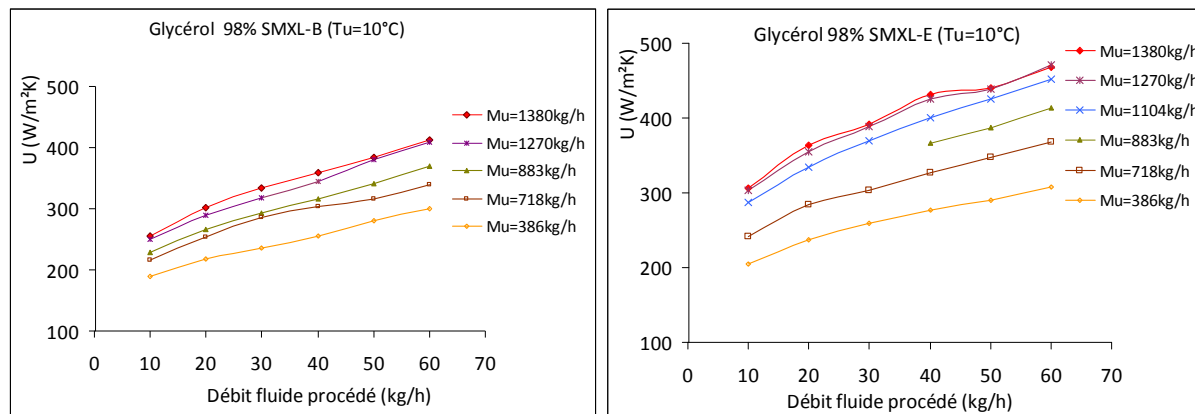 Glycérol 98% SMXL-B (Tu=10°C)
U (W/m²K)
500
400
300
200
100
0 10 20 30 40 50 60 70
Débit fluide procédé (kg/h)
Mu=1380kg/h
Mu=1270kg/h
Mu=883kg/h
Mu=718kg/h
Mu=386kg/h
Glycérol 98% SMXL-E (Tu=10°C)
U (W/m²K)
500
400
300
200
100
0 10 20 30 40 50 60 70
Débit fluide procédé (kg/h)
Mu=1380kg/h
Mu=1270kg/h
Mu=1104kg/h
Mu=883kg/h
Mu=718kg/h
Mu=386kg/h